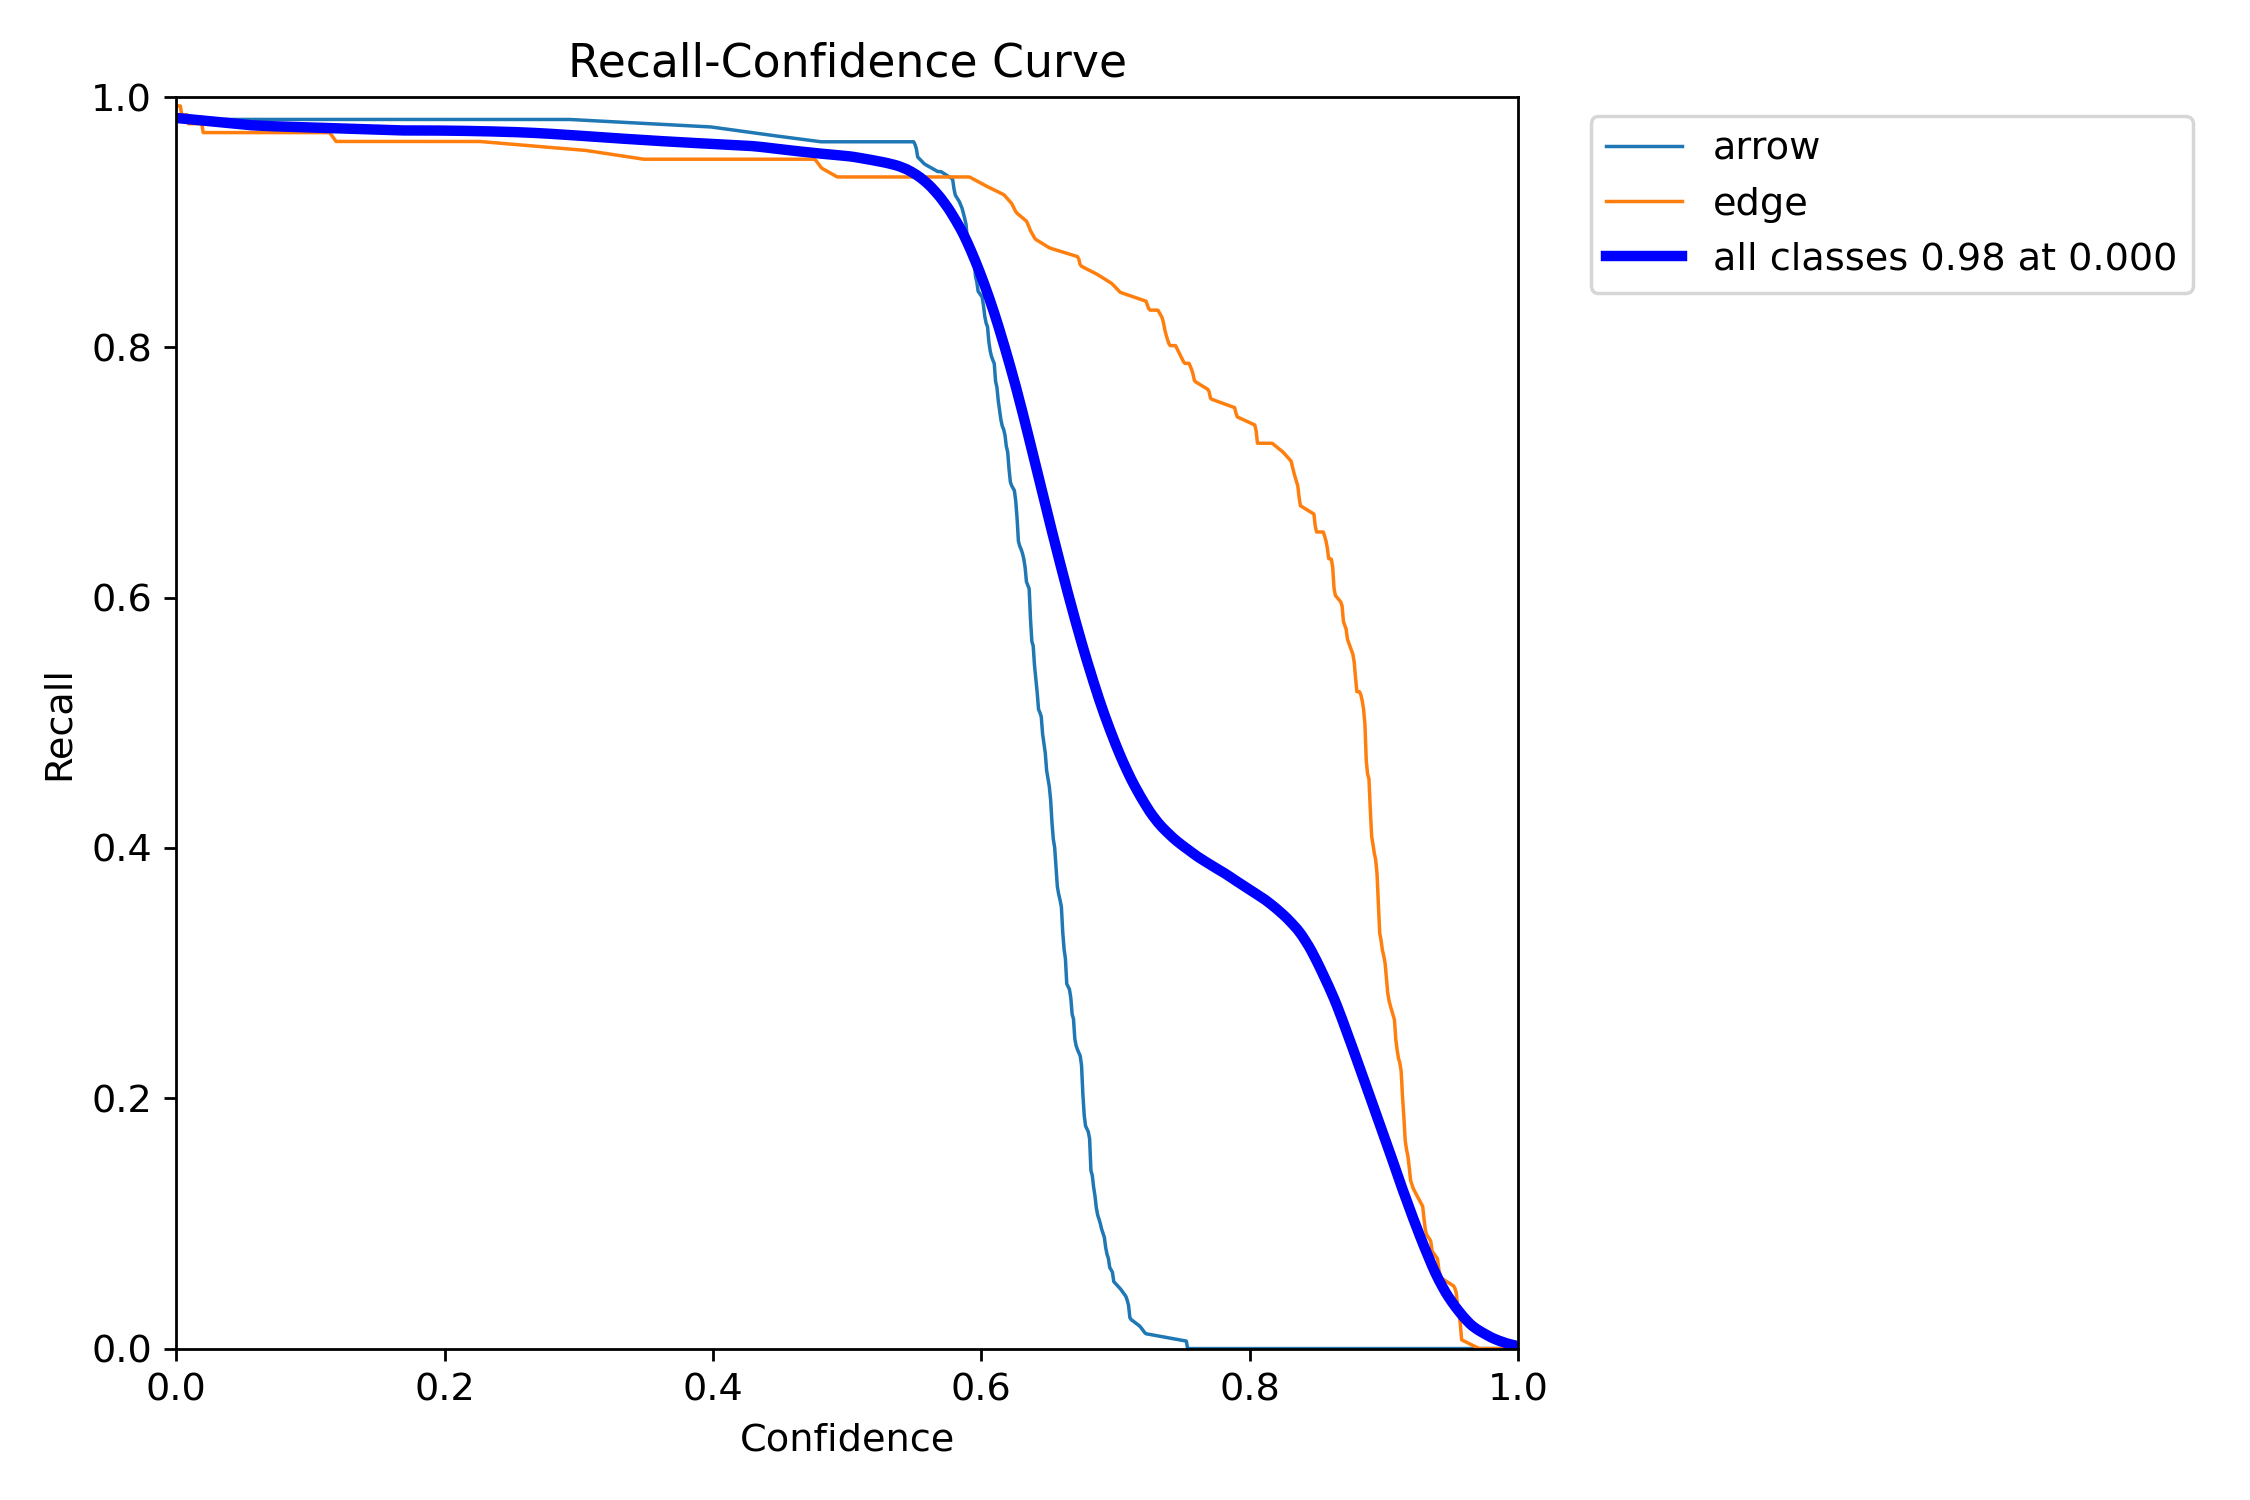 Recall-Confidence Curve
1.0
0.8
0.6
0.4
0.2
0.0
Recall
0.0 0.2 0.4 0.6 0.8 1.0
Confidence
arrow
edge
all classes 0.98 at 0.000